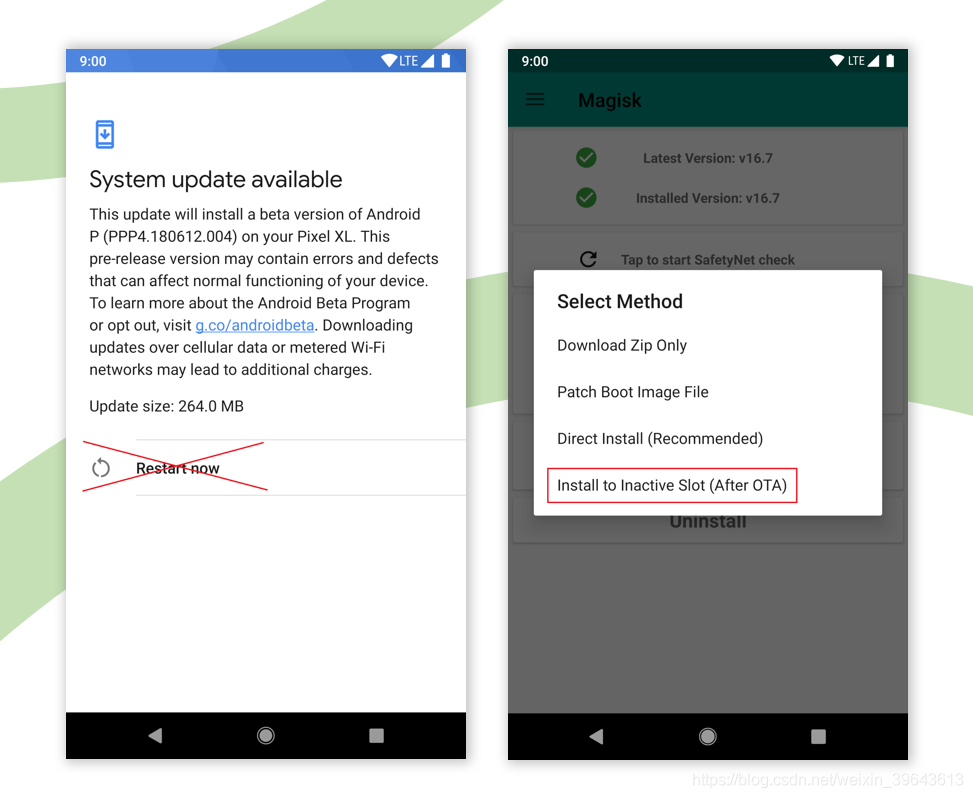 9:00
LTE
System update available
This update will install a beta version of Android
P (PPP4.180612.004) on your Pixel XL. This
pre-release version may contain errors and defects
that can affect normal functioning of your device.
To learn more about the Android Beta Program
or opt out, visit g.co/androidbeta. Downloading
updates over cellular data or metered Wi-Fi
networks may lead to additional charges.
Update size: 264.0 MB
Restart now
9:00
LTE
Magisk
Latest Version: v16.7
Installed Version: v16.7
Tap to start SafetyNet check
Select Method
Download Zip Only
Patch Boot Image File
Direct Install (Recommended)
Install to Inactive Slot (After OTA)
Uninstall
https://blog.csdn.net/weixin_39643613